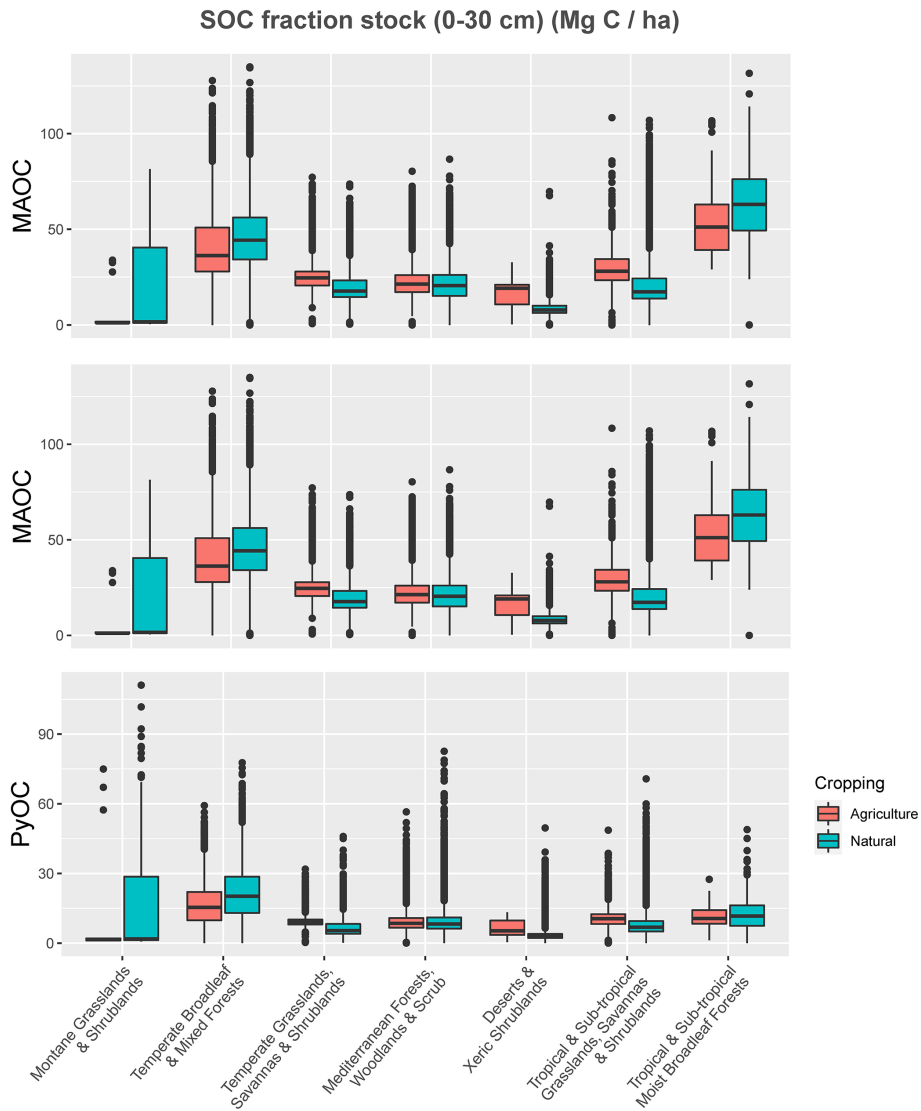 SOC fraction stock (0-30 cm) (Mg C / ha)
MAOC
100
50
0
MAOC
100
50
0
PyOC
90
60
30
0
Cropping
Agriculture
Natural
Montane Grasslands
& Shrublands
Temperate Broadleaf
& Mixed Forests
Temperate Grasslands,
Savannas & Shrublands
Mediterranean Forests,
Woodlands & Scrub
Deserts &
Xeric Shrublands
Tropical & Sub-tropical
Grasslands, Savannas
& Shrublands
Tropical & Sub-tropical
Moist Broadleaf Forests